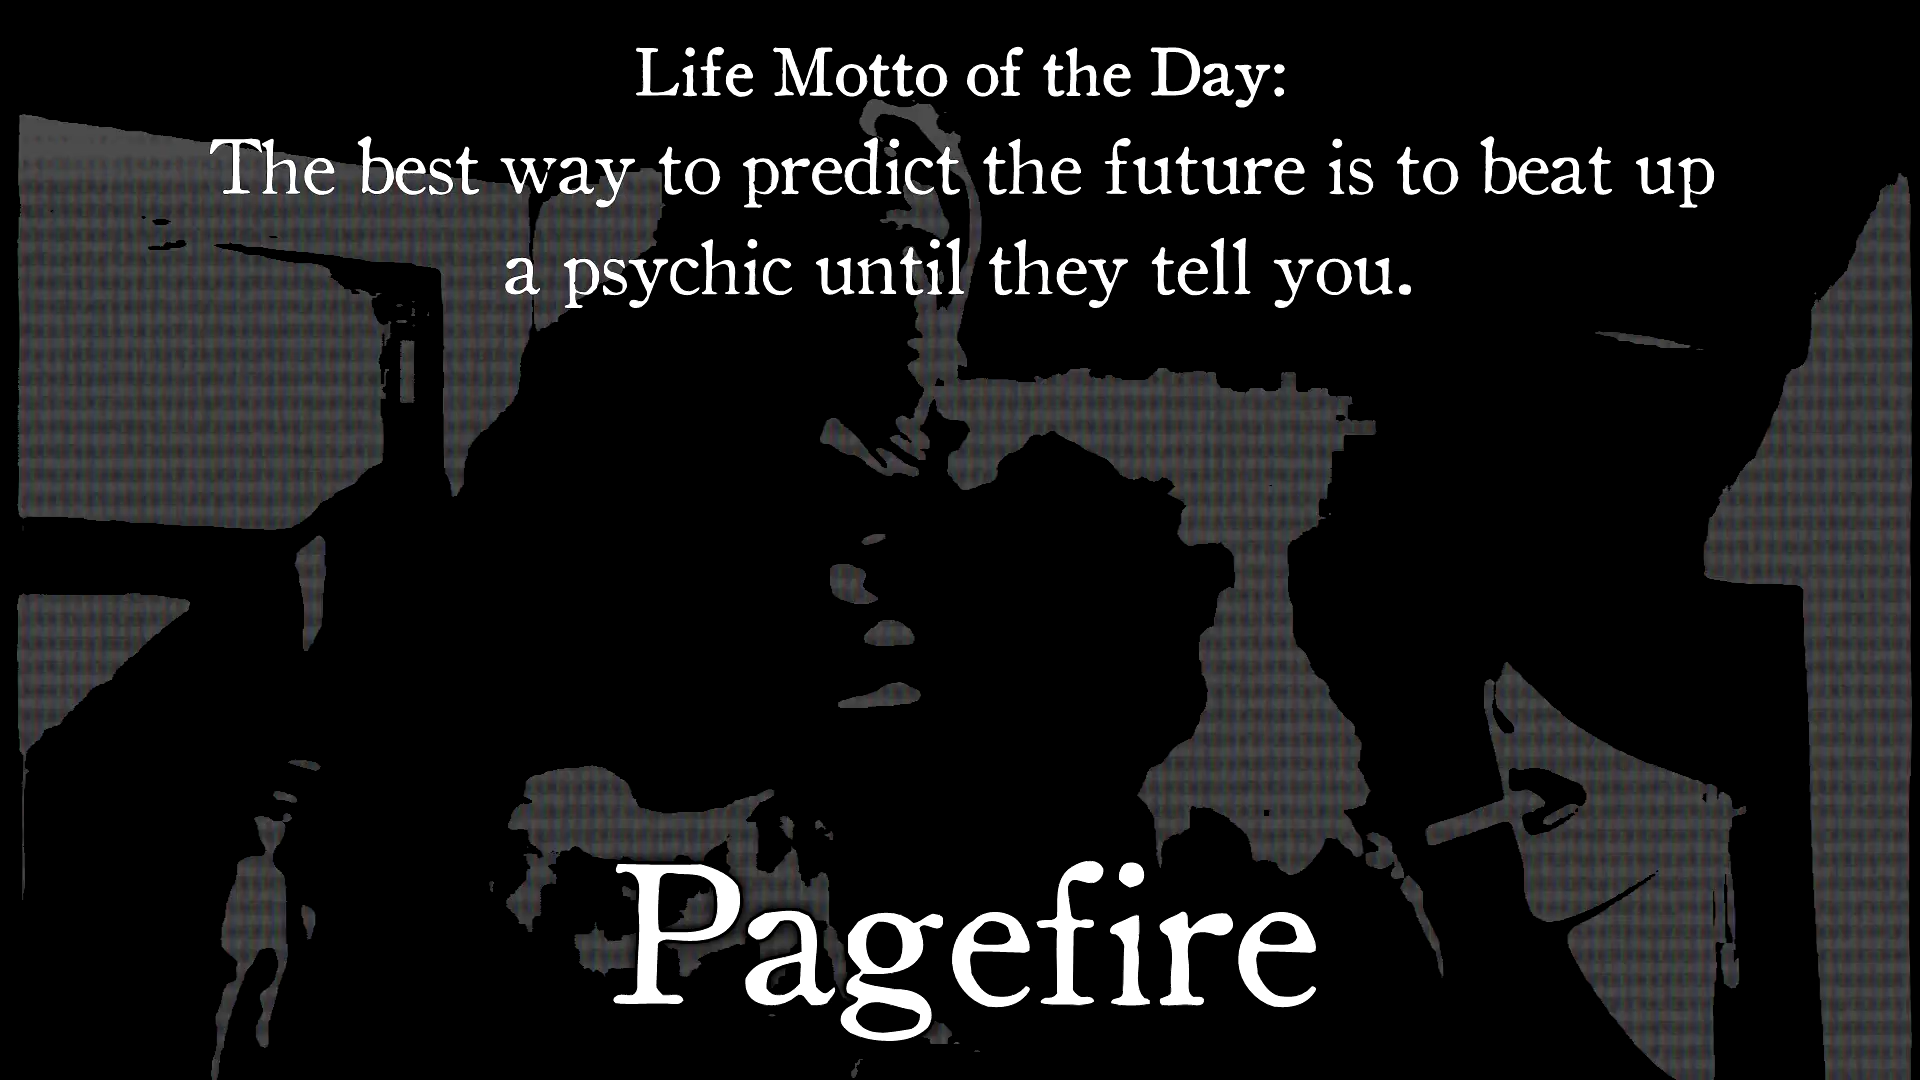 Life Motto of the Day:
The best way to predict the future is to beat up
a psychic until they tell you.
Pagefire